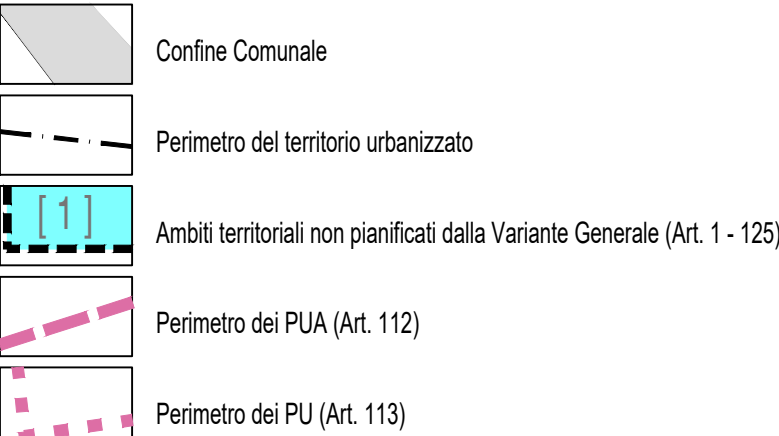 Confine Comunale
Perimetro del territorio urbanizzato
[ 1 ]
Ambiti territoriali non pianificati dalla Variante Generale (Art. 1 - 125)
Perimetro dei PUA (Art. 112)
Perimetro dei PU (Art. 113)